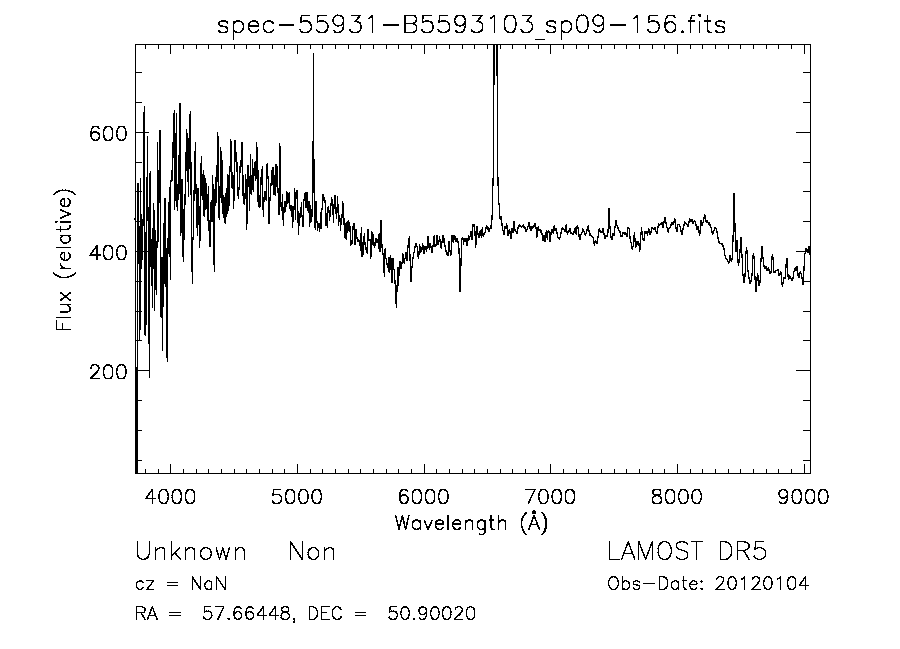 spec-55931-B5593103_sp09-156.fits
600
400
200
Flux (relative)
4000 5000 6000 7000 8000 9000
Wavelength (Å)
Unknown Non LAMOST DR5
cz = NaN Obs-Date: 20120104
RA = 57.66448, DEC = 50.90020